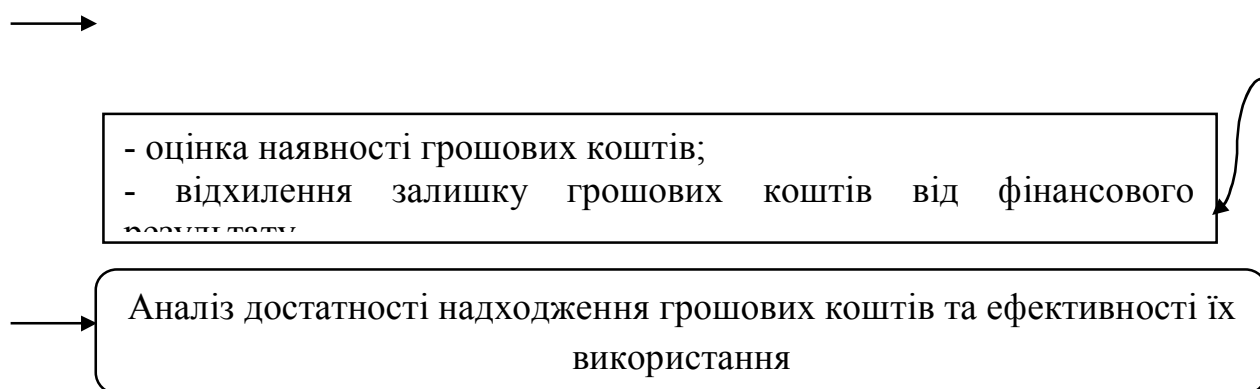 - оцінка наявності грошових коштів;
- відхилення залишку грошових коштів від фінансового
результату
Аналіз достатності надходження грошових коштів та ефективності їх
використання